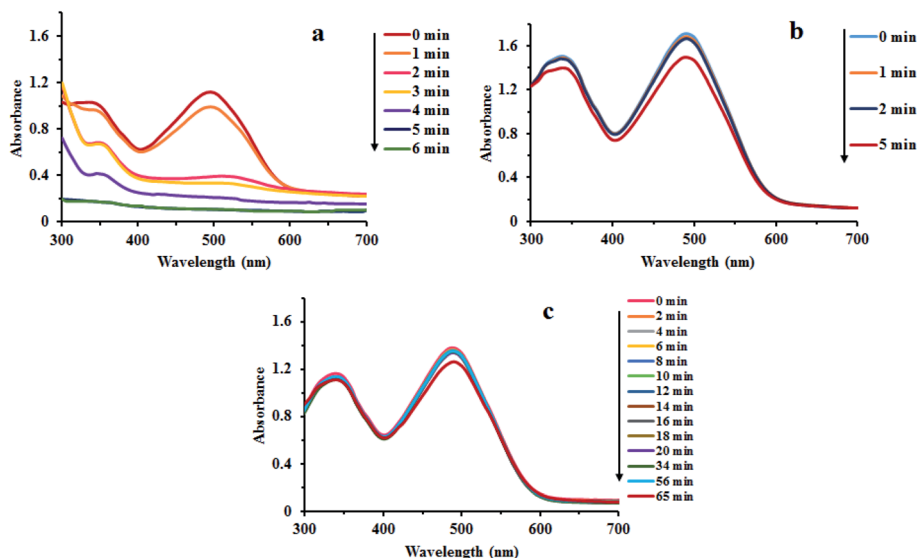 a
Absorbance
1.6
1.2
0.8
0.4
0
300
400
500
600
700
Wavelength (nm)
0 min
1 min
2 min
3 min
4 min
5 min
6 min
b
Absorbance
1.6
1.2
0.8
0.4
0
300
400
500
600
700
Wavelength (nm)
0 min
1 min
2 min
5 min
c
Absorbance
1.6
1.2
0.8
0.4
0
300
400
500
600
700
Wavelength (nm)
0 min
2 min
4 min
6 min
8 min
10 min
12 min
14 min
16 min
18 min
20 min
34 min
56 min
65 min